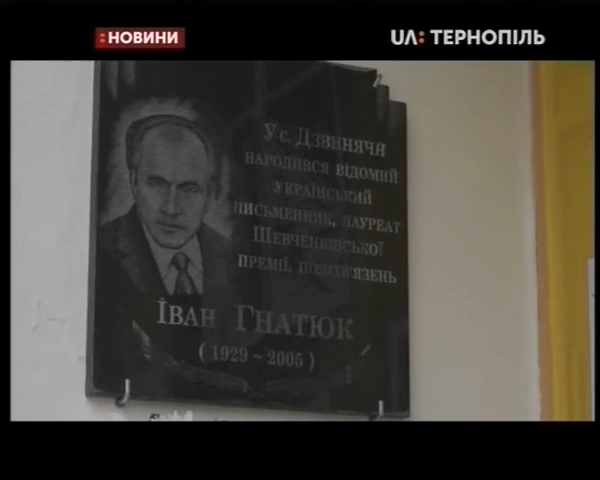 :НОВИНИ
UA: ТЕРНОПІЛЬ
У с. Дзвиняча
народився відомий
український
письменник, лауреат
Шевченківської
премії, політв'язень
Іван Гнатюк
( 1929 ~ 2005 )